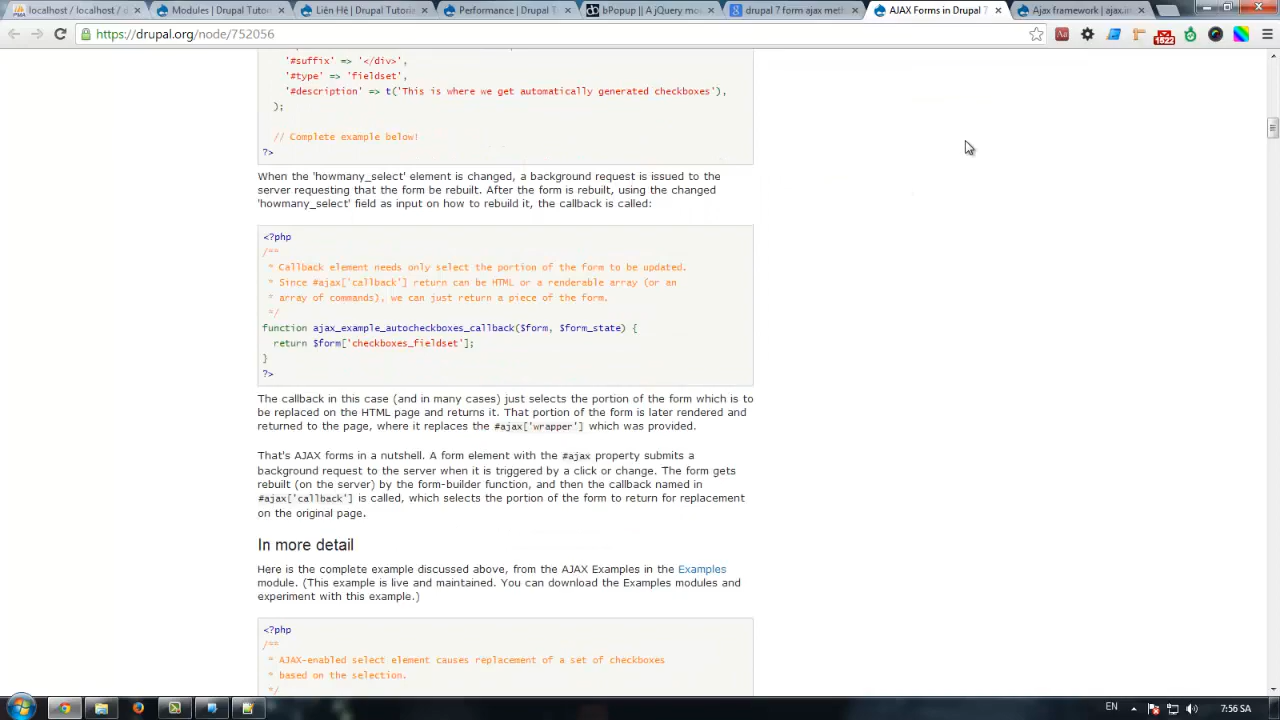 localhost / localhost / d
Modules | Drupal Tuto
Liên Hệ | Drupal Tutoria
Performance | Drupal T
bPopup || A jQuery mo
drupal 7 form ajax met
AJAX Forms in Drupal 7
Ajax framework | ajax.in
https://drupal.org/node/752056
1522
'#suffix' => '</div>',
'#type' => 'fieldset',
'#description' => t('This is where we get automatically generated checkboxes'),
);
// Complete example below!
?>
When the 'howmany_select' element is changed, a background request is issued to the
server requesting that the form be rebuilt. After the form is rebuilt, using the changed
'howmany_select' field as input on how to rebuild it, the callback is called:
<?php
/**
* Callback element needs only select the portion of the form to be updated.
* Since #ajax['callback'] return can be HTML or a renderable array (or an
* array of commands), we can just return a piece of the form.
*/
function ajax_example_autocheckboxes_callback($form, $form_state) {
return $form['checkboxes_fieldset'];
}
?>
The callback in this case (and in many cases) just selects the portion of the form which is to
be replaced on the HTML page and returns it. That portion of the form is later rendered and
returned to the page, where it replaces the #ajax['wrapper'] which was provided.
That's AJAX forms in a nutshell. A form element with the #ajax property submits a
background request to the server when it is triggered by a click or change. The form gets
rebuilt (on the server) by the form-builder function, and then the callback named in
#ajax['callback'] is called, which selects the portion of the form to return for replacement
on the original page.
In more detail
Here is the complete example discussed above, from the AJAX Examples in the Examples
module. (This example is live and maintained. You can download the Examples modules and
experiment with this example.)
<?php
/**
* AJAX-enabled select element causes replacement of a set of checkboxes
* based on the selection.
*/
EN
7:56 SA